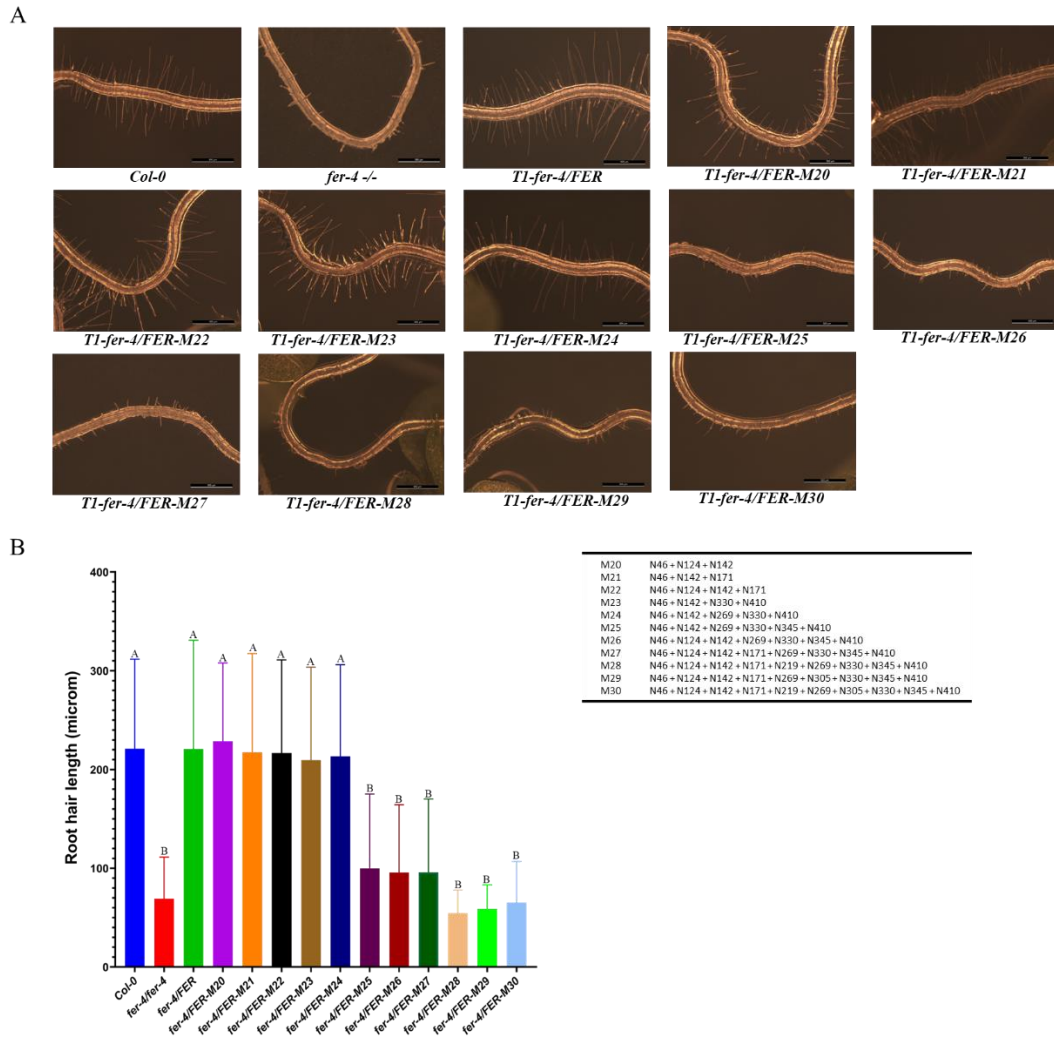 A
Col-0
fer-4 -/-
T1-fer-4/FER
T1-fer-4/FER-M20
T1-fer-4/FER-M21
T1-fer-4/FER-M22
T1-fer-4/FER-M23
T1-fer-4/FER-M24
T1-fer-4/FER-M25
T1-fer-4/FER-M26
T1-fer-4/FER-M27
T1-fer-4/FER-M28
T1-fer-4/FER-M29
T1-fer-4/FER-M30
B
Root hair length (microm)
400
300
200
100
0
A
B
A
A
A
A
A
A
B
B
B
B
B
B
Col-0
fer-4/fer-4
fer-4/FER
fer-4/FER-M20
fer-4/FER-M21
fer-4/FER-M22
fer-4/FER-M23
fer-4/FER-M24
fer-4/FER-M25
fer-4/FER-M26
fer-4/FER-M27
fer-4/FER-M28
fer-4/FER-M29
fer-4/FER-M30
M20 N46 + N124 + N142
M21 N46 + N142 + N171
M22 N46 + N124 + N142 + N171
M23 N46 + N142 + N330 + N410
M24 N46 + N142 + N269 + N330 + N410
M25 N46 + N142 + N269 + N330 + N345 + N410
M26 N46 + N124 + N142 + N269 + N330 + N345 + N410
M27 N46 + N124 + N142 + N171 + N269 + N330 + N345 + N410
M28 N46 + N124 + N142 + N171 + N219 + N269 + N330 + N345 + N410
M29 N46 + N124 + N142 + N171 + N269 + N305 + N330 + N345 + N410
M30 N46 + N124 + N142 + N171 + N219 + N269 + N305 + N330 + N345 + N410